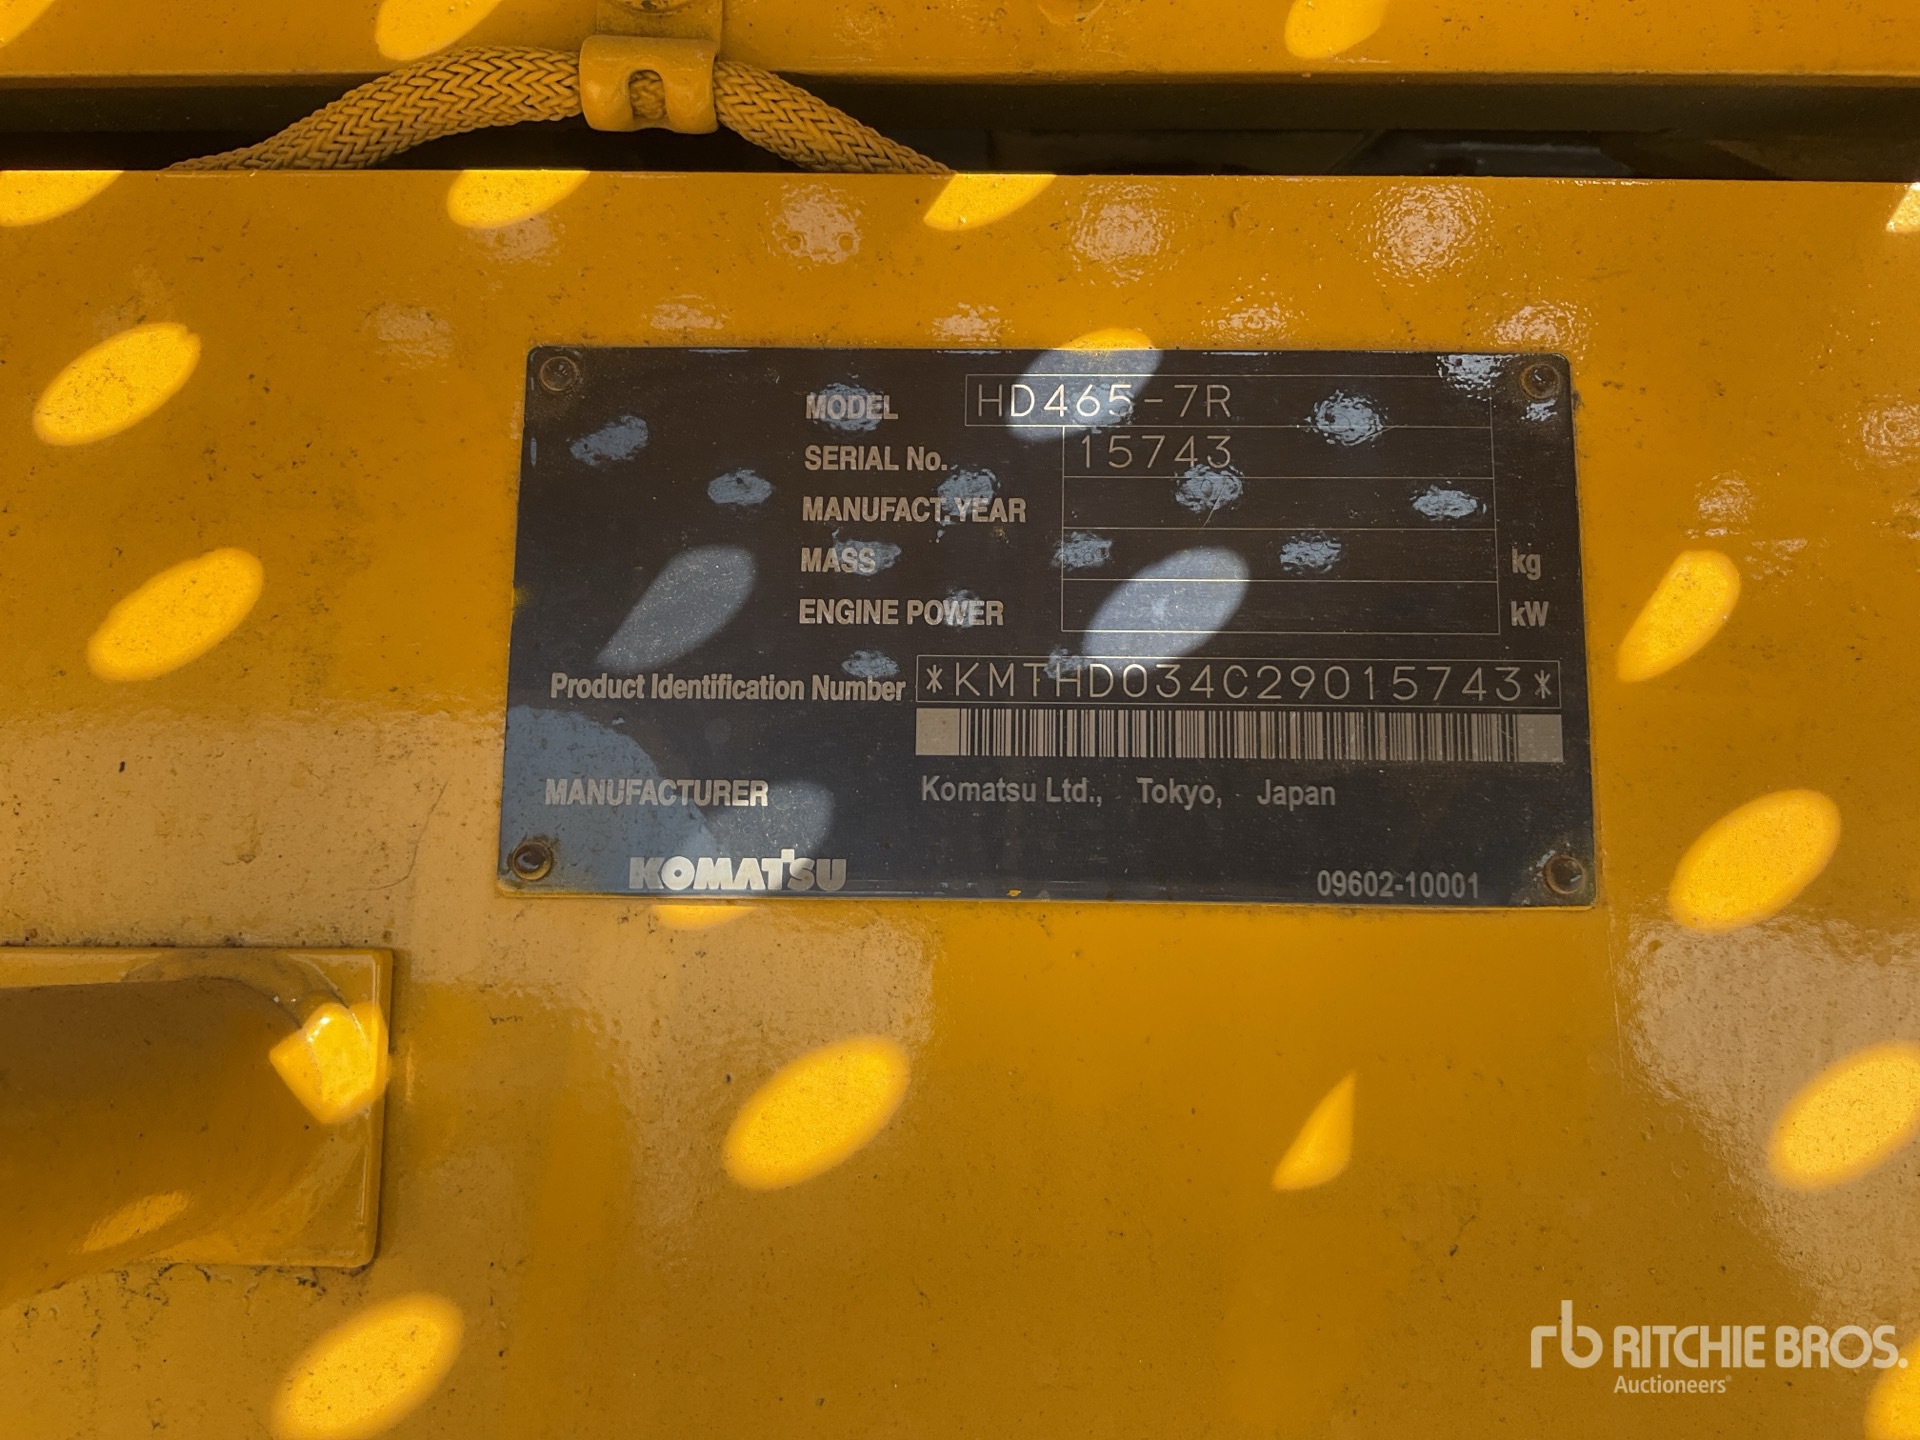 MODEL HD465-7R
SERIAL No. 15743
MANUFACT.YEAR
MASS kg
ENGINE POWER kW
Product Identification Number *KMTHD034C29015743*
MANUFACTURER Komatsu Ltd., Tokyo, Japan
KOMATSU 09602-10001
rb RITCHIE BROS.
Auctioneers